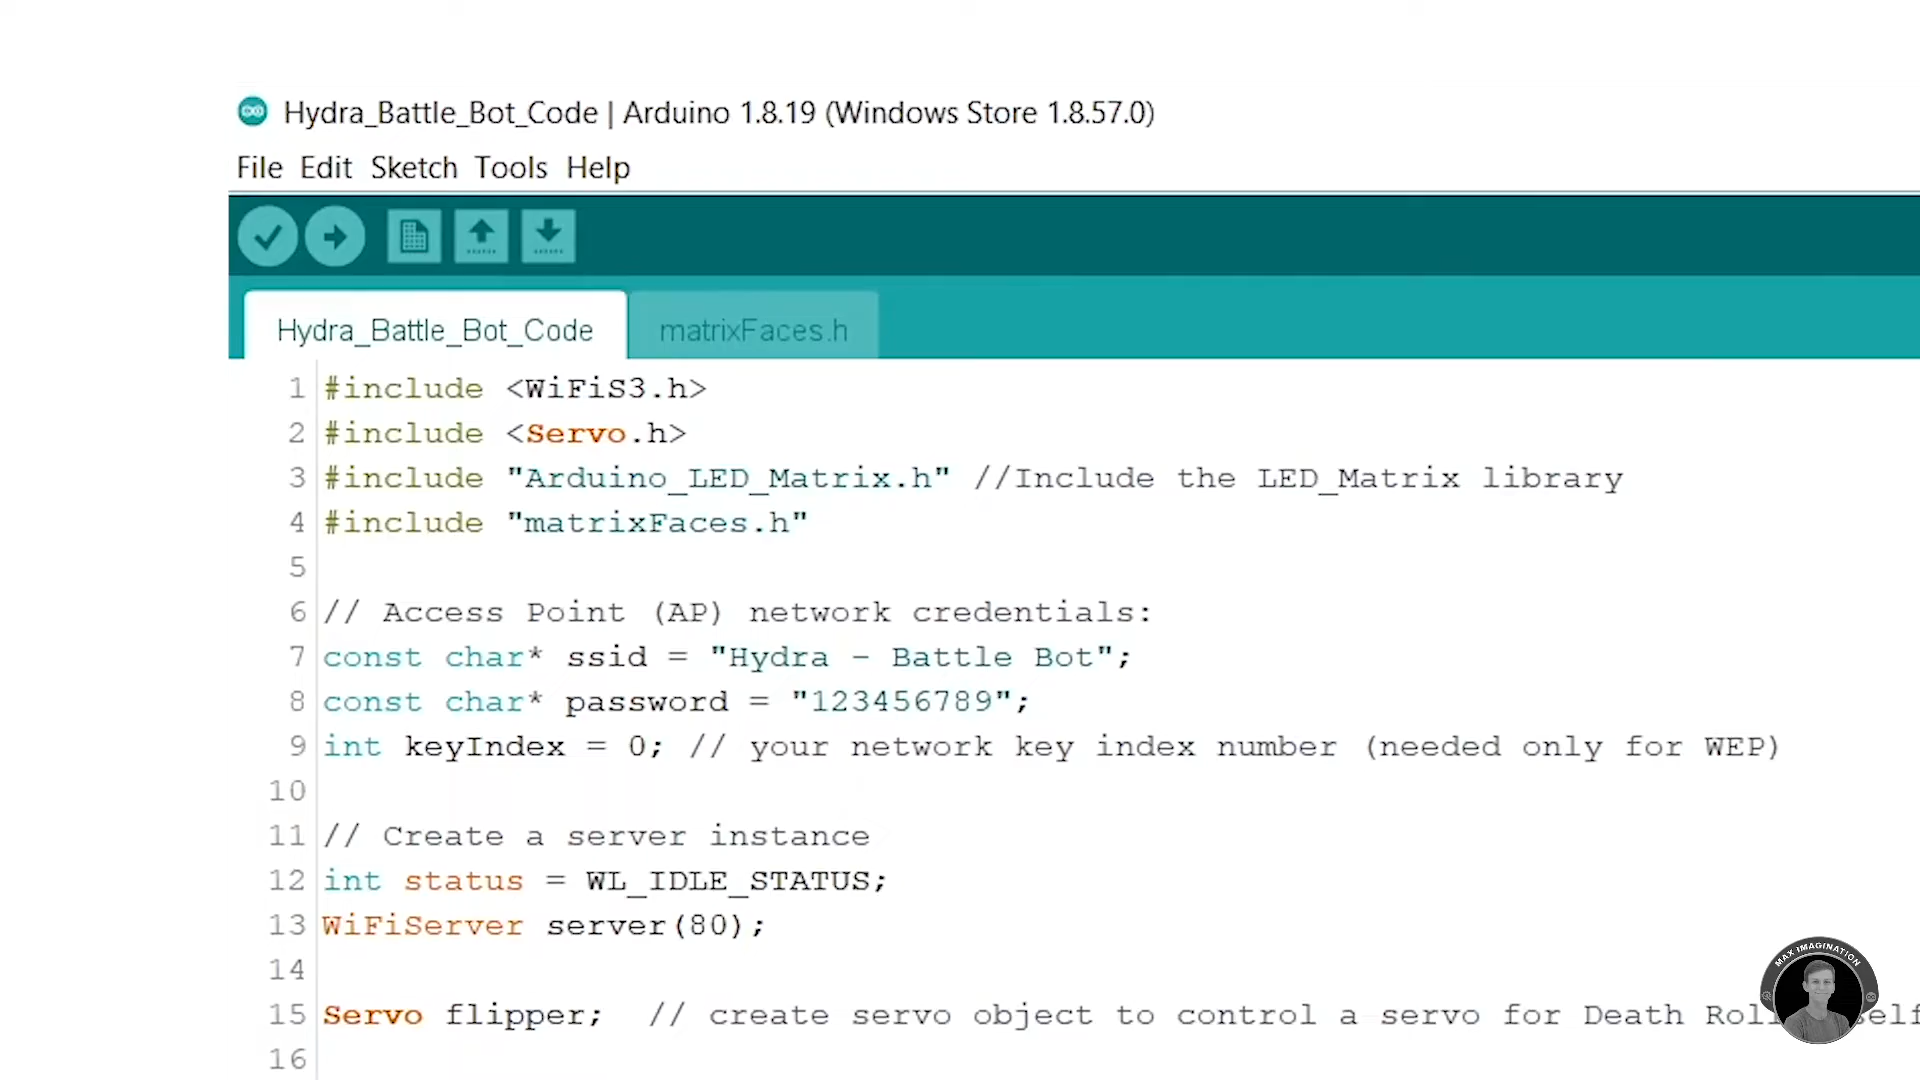 Hydra_Battle_Bot_Code | Arduino 1.8.19 (Windows Store 1.8.57.0)
File Edit Sketch Tools Help
Hydra_Battle_Bot_Code matrixFaces.h
1 #include <WiFiS3.h>
2 #include <Servo.h>
3 #include "Arduino_LED_Matrix.h" //Include the LED_Matrix library
4 #include "matrixFaces.h"
5
6 // Access Point (AP) network credentials:
7 const char* ssid = "Hydra - Battle Bot";
8 const char* password = "123456789";
9 int keyIndex = 0; // your network key index number (needed only for WEP)
10
11 // Create a server instance
12 int status = WL_IDLE_STATUS;
13 WiFiServer server(80);
14
15 Servo flipper; // create servo object to control a servo for Death Roll
16
MAX IMAGINATION